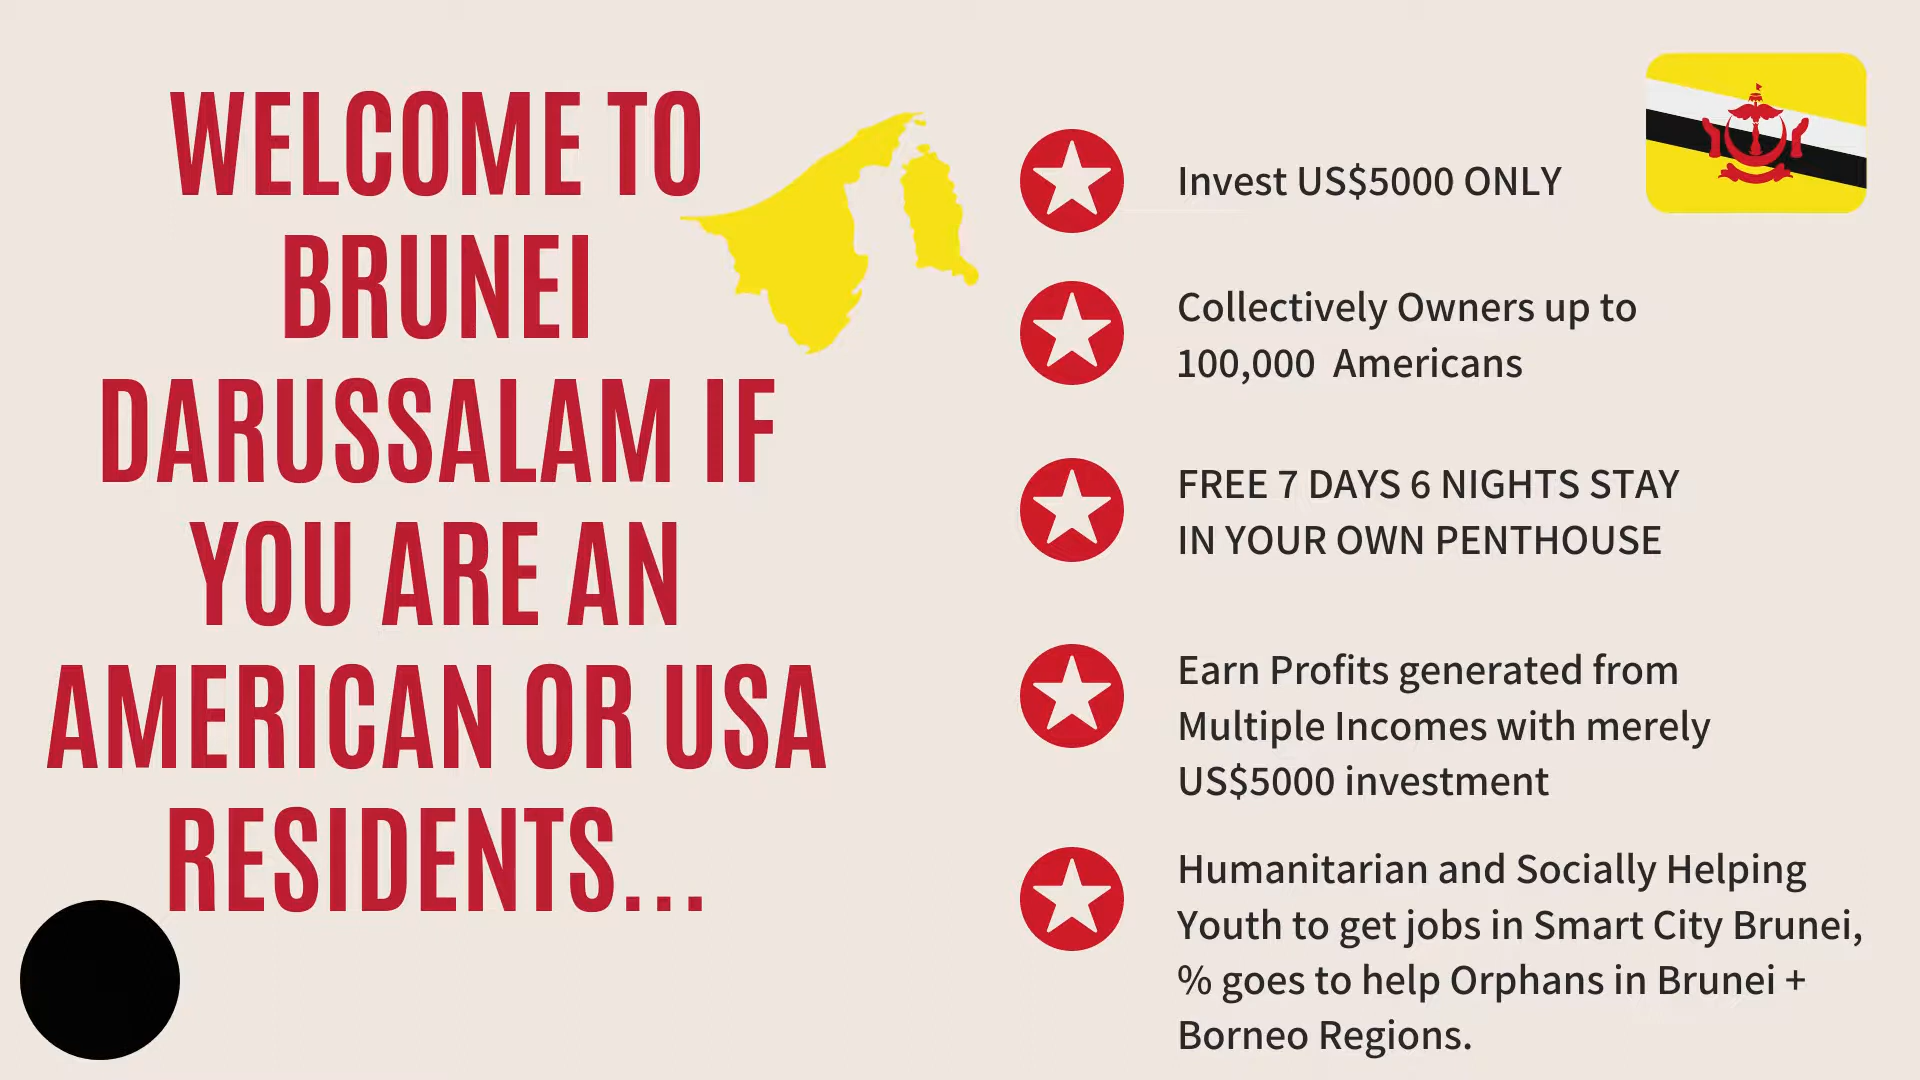 WELCOME TO
BRUNEI
DARUSSALAM IF
YOU ARE AN
AMERICAN OR USA
RESIDENTS...
Invest US$5000 ONLY
Collectively Owners up to
100,000 Americans
FREE 7 DAYS 6 NIGHTS STAY
IN YOUR OWN PENTHOUSE
Earn Profits generated from
Multiple Incomes with merely
US$5000 investment
Humanitarian and Socially Helping
Youth to get jobs in Smart City Brunei,
% goes to help Orphans in Brunei +
Borneo Regions.